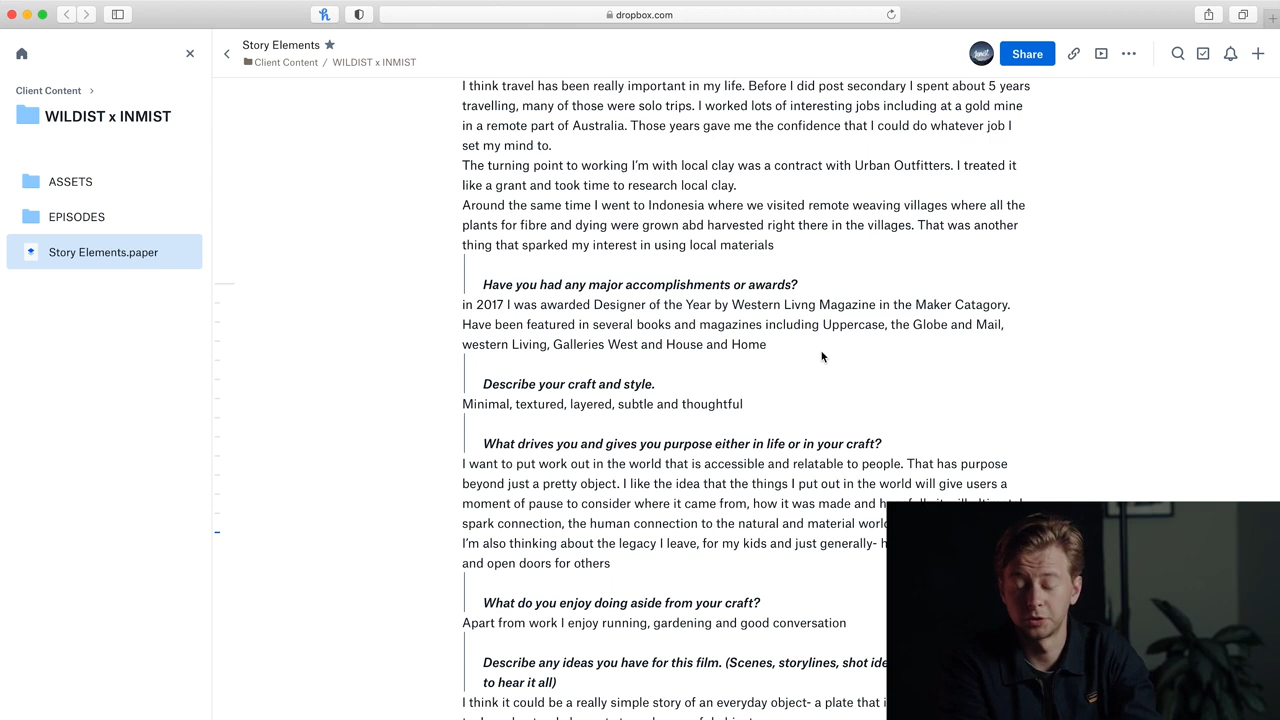 dropbox.com
Story Elements
Client Content / WILDIST x INMIST
Share
Client Content
WILDIST x INMIST
ASSETS
EPISODES
Story Elements.paper
I think travel has been really important in my life. Before I did post secondary I spent about 5 years
travelling, many of those were solo trips. I worked lots of interesting jobs including at a gold mine
in a remote part of Australia. Those years gave me the confidence that I could do whatever job I
set my mind to.
The turning point to working I'm with local clay was a contract with Urban Outfitters. I treated it
like a grant and took time to research local clay.
Around the same time I went to Indonesia where we visited remote weaving villages where all the
plants for fibre and dying were grown abd harvested right there in the villages. That was another
thing that sparked my interest in using local materials
Have you had any major accomplishments or awards?
in 2017 I was awarded Designer of the Year by Western Livng Magazine in the Maker Catagory.
Have been featured in several books and magazines including Uppercase, the Globe and Mail,
western Living, Galleries West and House and Home
Describe your craft and style.
Minimal, textured, layered, subtle and thoughtful
What drives you and gives you purpose either in life or in your craft?
I want to put work out in the world that is accessible and relatable to people. That has purpose
beyond just a pretty object. I like the idea that the things I put out in the world will give users a
moment of pause to consider where it came from, how it was made and
spark connection, the human connection to the natural and material
I'm also thinking about the legacy I leave, for my kids and just generally-
and open doors for others
What do you enjoy doing aside from your craft?
Apart from work I enjoy running, gardening and good conversation
Describe any ideas you have for this film. (Scenes, storylines, shot
to hear it all)
I think it could be a really simple story of an everyday object- a plate that